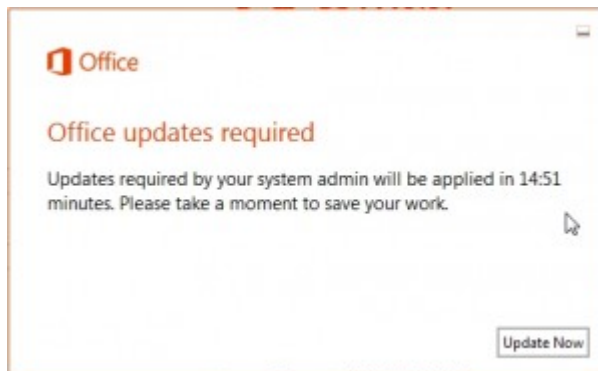 Office
Office updates required
Updates required by your system admin will be applied in 14:51
minutes. Please take a moment to save your work.
Update Now